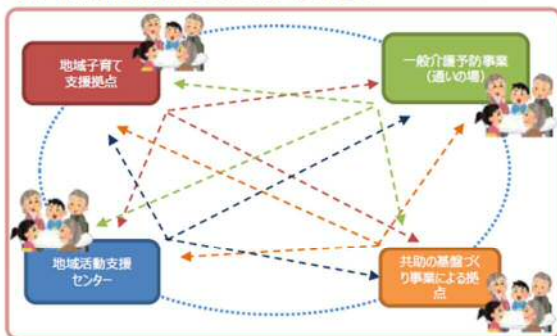 地域子育て
支援拠点
一般介護予防事業
（通いの場）
地域活動支援
センター
共助の基盤づく
り事業による拠
点